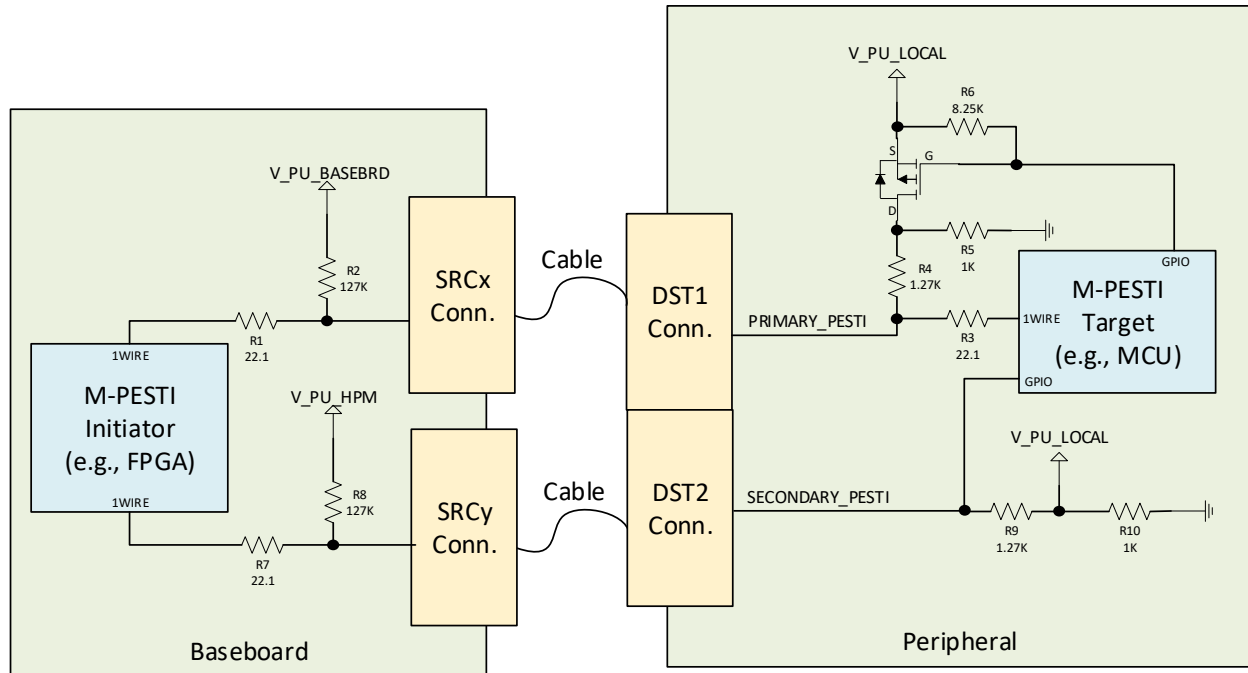 V_PU_LOCAL
R6
8.25K
S
G
D
R5
1K
R4
1.27K
GPIO
M-PESTI
Target
(e.g., MCU)
1WIRE
GPIO
R3
22.1
PRIMARY_PESTI
V_PU_BASEBRD
R2
127K
R1
22.1
SRCx
Conn.
Cable
DST1
Conn.
1WIRE
M-PESTI
Initiator
(e.g., FPGA)
1WIRE
V_PU_HPM
R8
127K
R7
22.1
SRCy
Conn.
Cable
DST2
Conn.
SECONDARY_PESTI
V_PU_LOCAL
R9
1.27K
R10
1K
Baseboard
Peripheral